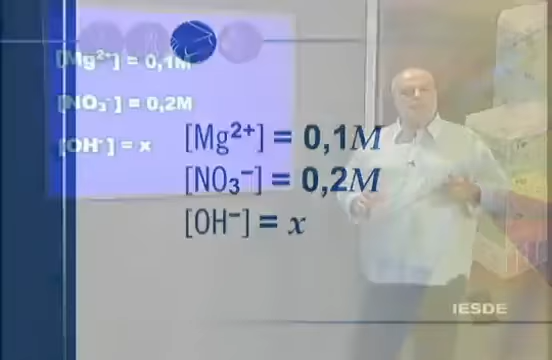 [Mg²⁺] = 0,1M
[NO₃⁻] = 0,2M
[OH⁻] = x
[Mg²⁺] = 0,1M
[NO₃⁻] = 0,2M
[OH⁻] = x
IESDE